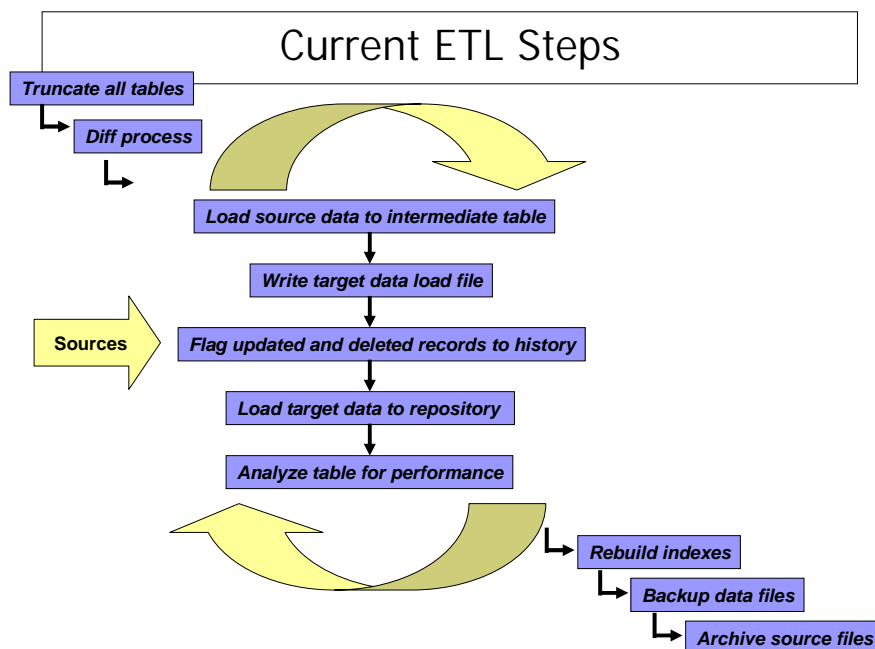 Current ETL Steps
Truncate all tables
Diff process
Load source data to intermediate table
Write target data load file
Sources
Flag updated and deleted records to history
Load target data to repository
Analyze table for performance
Rebuild indexes
Backup data files
Archive source files